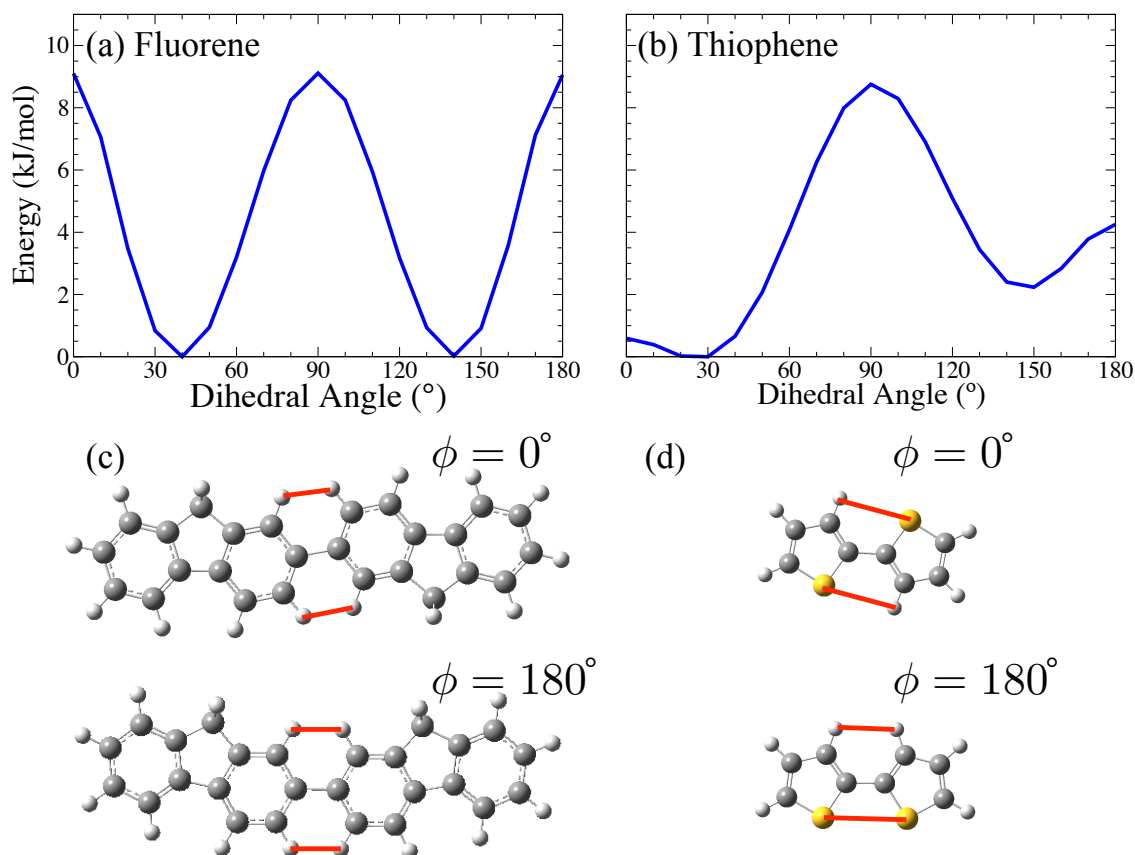 (a) Fluorene
(b) Thiophene
Energy (kJ/mol)
10
8
6
4
2
0
0 30 60 90 120 150 180
0 30 60 90 120 150 180
Dihedral Angle (°)
Dihedral Angle (º)
(c) ϕ = 0°
(d) ϕ = 0°
ϕ = 180°
ϕ = 180°